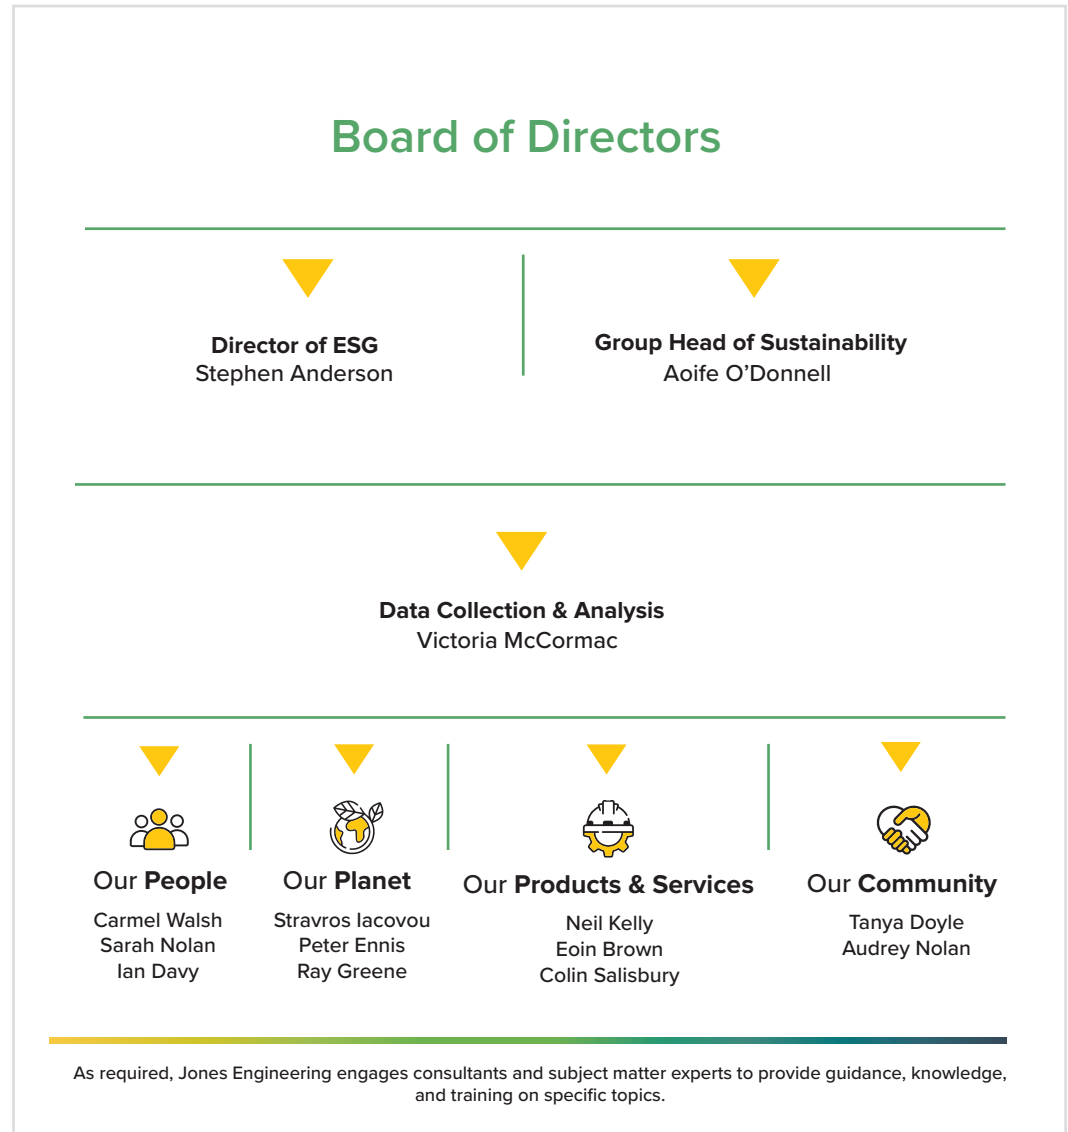 Board of Directors
Director of ESG
Stephen Anderson
Group Head of Sustainability
Aoife O’Donnell
Data Collection & Analysis
Victoria McCormac
Our People
Carmel Walsh
Sarah Nolan
Ian Davy
Our Planet
Stravros Iacovou
Peter Ennis
Ray Greene
Our Products & Services
Neil Kelly
Eoin Brown
Colin Salisbury
Our Community
Tanya Doyle
Audrey Nolan
As required, Jones Engineering engages consultants and subject matter experts to provide guidance, knowledge,
and training on specific topics.